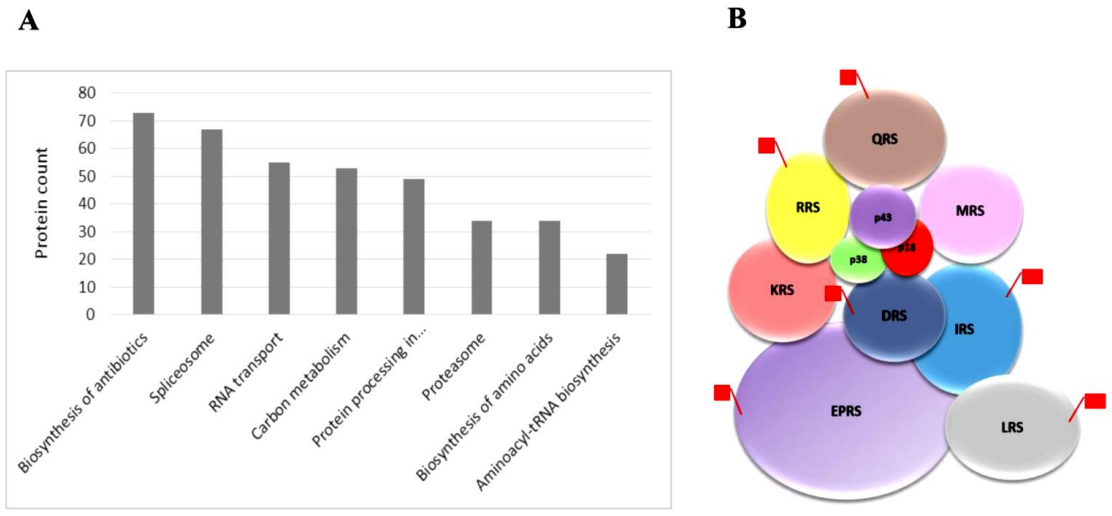 A
B
80
70
60
50
40
30
20
10
0
Protein count
Biosynthesis of antibiotics
Spliceosome
RNA transport
Carbon metabolism
Protein processing in...
Proteasome
Biosynthesis of amino acids
Aminoacyl-tRNA biosynthesis
QRS
RRS
MRS
p43
p18
p38
KRS
DRS
IRS
EPRS
LRS